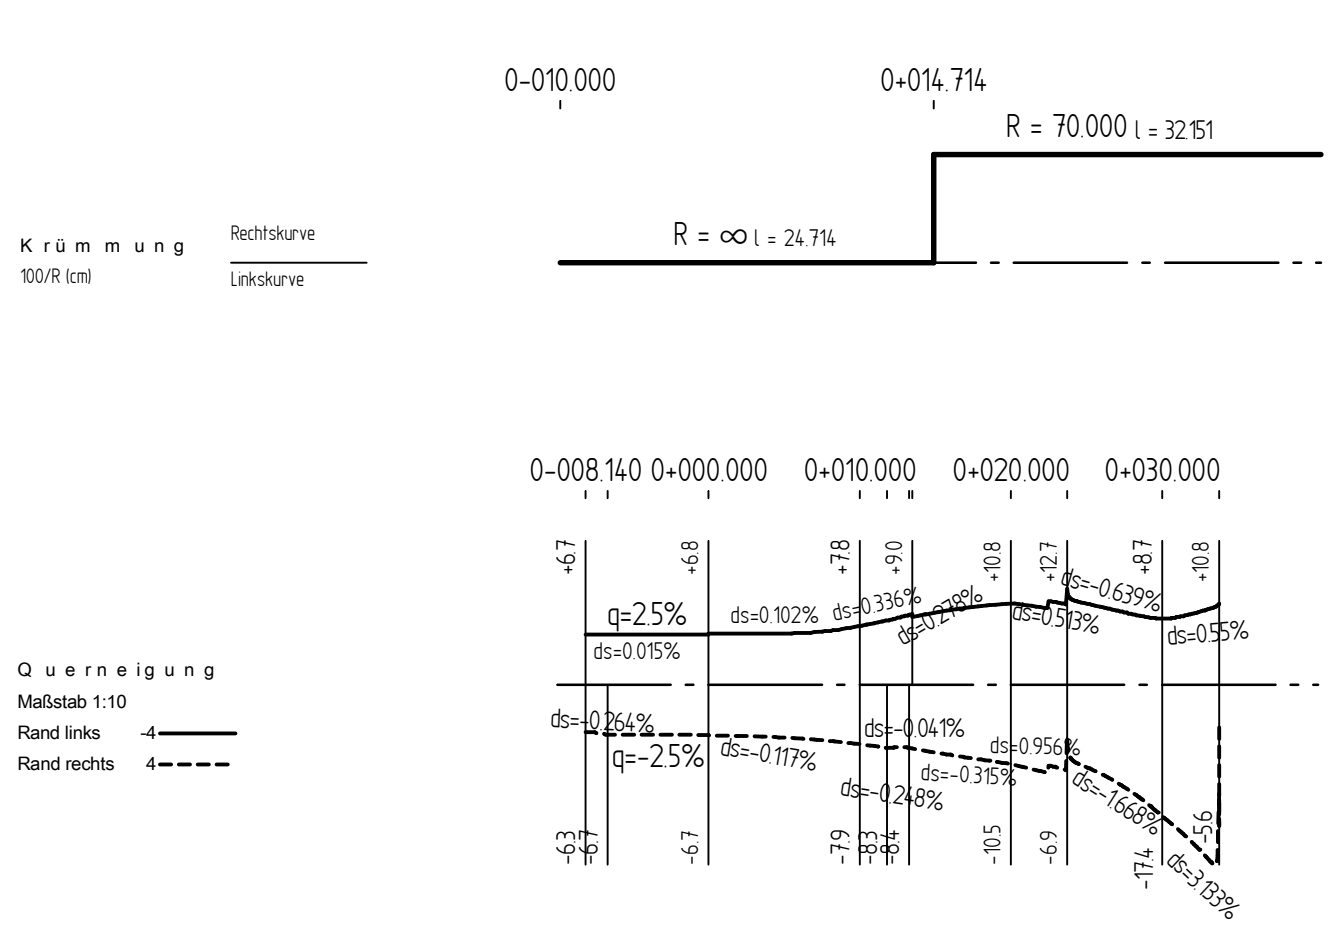 0-010.000 0+014.714
R = 70.000 l = 32.151
Rechtskurve
Krümmung
R = ∞ l = 24.714
100/R (cm)
Linkskurve
0-008.140 0+000.000 0+010.000 0+020.000 0+030.000
+6.7 +6.8 +7.8 +9.0 +10.8 +12.7 +8.7 +10.8
ds=-0.639%
q=2.5% ds=0.102% ds=0.336% ds=0.278% ds=0.513%
ds=0.015% ds=0.55%
Querneigung
Maßstab 1:10
Rand links -4
Rand rechts 4
ds=-0.264% ds=-0.041%
q=-2.5% ds=-0.117% ds=0.956%
ds=-0.315%
ds=-0.248% ds=-1.668%
-6.3 -6.7 -6.7 -7.9 -8.3 -8.4 -10.5 -6.9 -17.4 -5.6
ds=3.133%